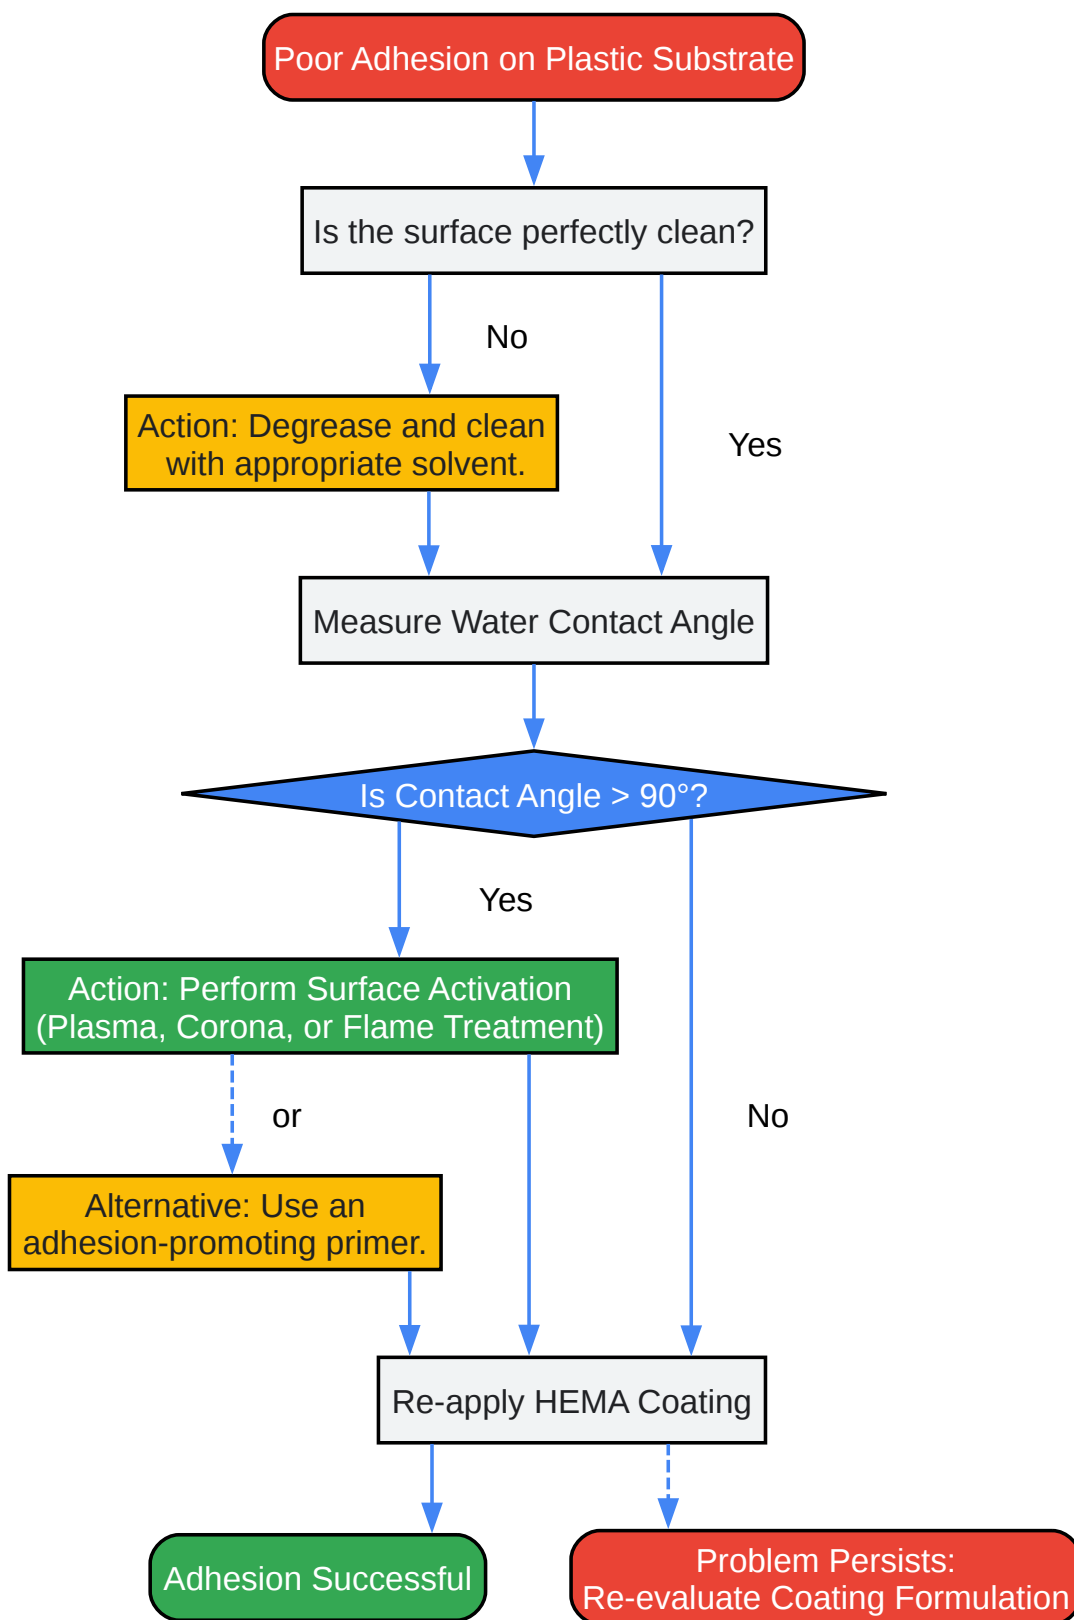 Poor Adhesion on Plastic Substrate
Is the surface perfectly clean?
No
Action: Degrease and clean
with appropriate solvent.
Yes
Measure Water Contact Angle
Is Contact Angle > 90°?
Yes
Action: Perform Surface Activation
(Plasma, Corona, or Flame Treatment)
or
No
Alternative: Use an
adhesion-promoting primer.
Re-apply HEMA Coating
Adhesion Successful
Problem Persists:
Re-evaluate Coating Formulation